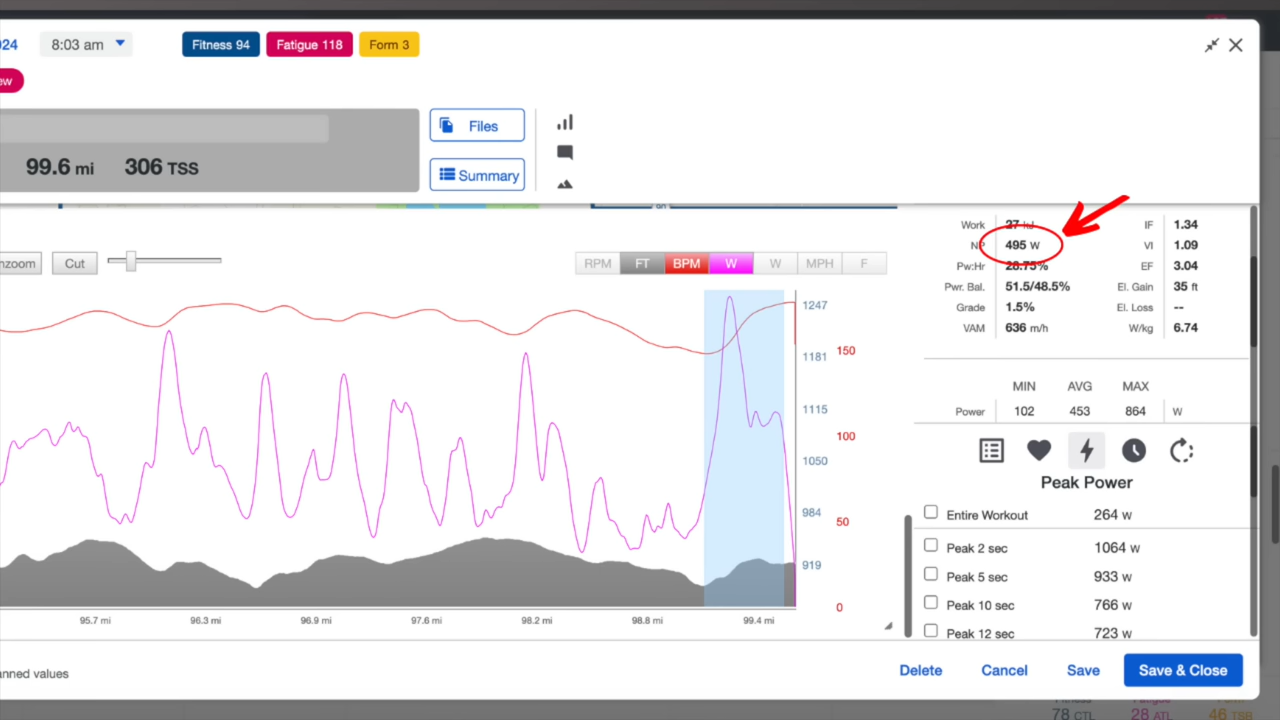 024 8:03 am Fitness 94 Fatigue 118 Form 3
ew
Files
99.6 mi 306 TSS
Summary
Work 27 kJ IF 1.34
NP 495 W VI 1.09
Pw:Hr 28.75% EF 3.04
Pwr. Bal. 51.5/48.5% El. Gain 35 ft
Grade 1.5% El. Loss --
VAM 636 m/h W/kg 6.74
nzoom Cut RPM FT BPM W W MPH F
1247
1181 150
1115
100
1050
984 50
919
0
95.7 mi 96.3 mi 96.9 mi 97.6 mi 98.2 mi 98.8 mi 99.4 mi
MIN AVG MAX
Power 102 453 864 W
Peak Power
Entire Workout 264 W
Peak 2 sec 1064 W
Peak 5 sec 933 W
Peak 10 sec 766 W
Peak 12 sec 723 W
anned values Delete Cancel Save Save & Close
78 CTL 28 ATL 46 TSB